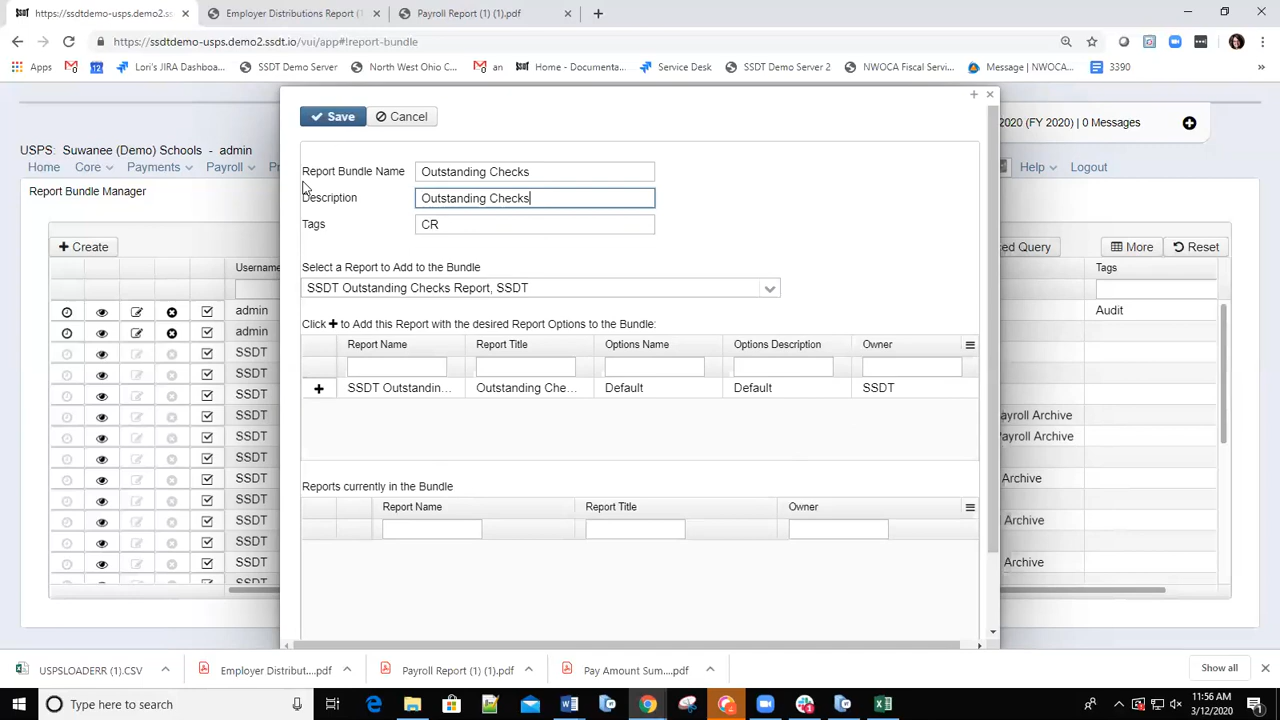 https://ssdtdemo-usps.demo2.ss
Employer Distributions Report (
Payroll Report (1) (1).pdf
https://ssdtdemo-usps.demo2.ssdt.io/vui/app#!report-bundle
Apps
12
Lori's JIRA Dashboa...
SSDT Demo Server
North West Ohio C...
an
Home - Documenta...
Service Desk
SSDT Demo Server 2
NWOCA Fiscal Servi...
Message | NWOCA...
3390
2020 (FY 2020) | 0 Messages
USPS: Suwanee (Demo) Schools - admin
Home Core Payments Payroll Help Logout
Report Bundle Manager
Save Cancel
Report Bundle Name Outstanding Checks
Description Outstanding Checks
Tags CR
Create
ed Query
More
Reset
Select a Report to Add to the Bundle
SSDT Outstanding Checks Report, SSDT
Click + to Add this Report with the desired Report Options to the Bundle:
Report Name Report Title Options Name Options Description Owner
SSDT Outstandin... Outstanding Che... Default Default SSDT
Reports currently in the Bundle
Report Name Report Title Owner
Username
admin
admin
SSDT
SSDT
SSDT
SSDT
SSDT
SSDT
SSDT
SSDT
SSDT
SSDT
SSDT
Tags
Audit
Payroll Archive
Payroll Archive
Archive
Archive
Archive
USPSLOADERR (1).CSV
Employer Distribut....pdf
Payroll Report (1) (1).pdf
Pay Amount Sum....pdf
Show all
Type here to search
11:56 AM
3/12/2020